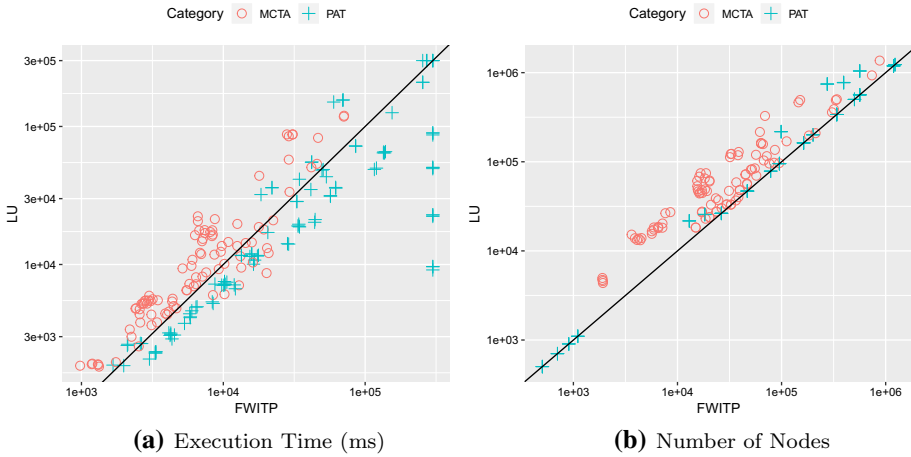 Category MCTA PAT
3e+05
1e+05
3e+04
1e+04
3e+03
LU
1e+03 1e+04 1e+05
FWITP
(a) Execution Time (ms)
Category MCTA PAT
1e+06
1e+05
1e+04
1e+03
LU
1e+03 1e+04 1e+05 1e+06
FWITP
(b) Number of Nodes